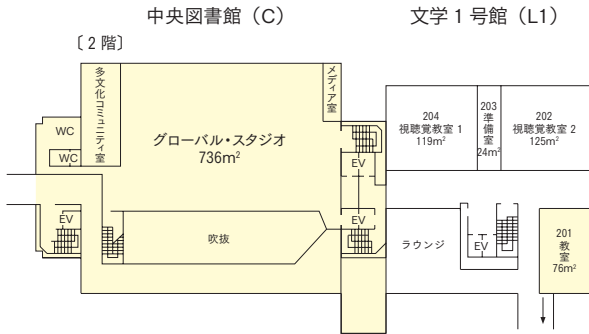 中央図書館(C)
文学1号館(L1)
〔2階〕
多文化コミュニティ室
メディア室
WC
WC
グローバル・スタジオ
736m²
EV
EV
EV
吹抜
204
視聴覚教室1
119m²
203
準備室
24m²
202
視聴覚教室2
125m²
ラウンジ
EV
201
教室
76m²